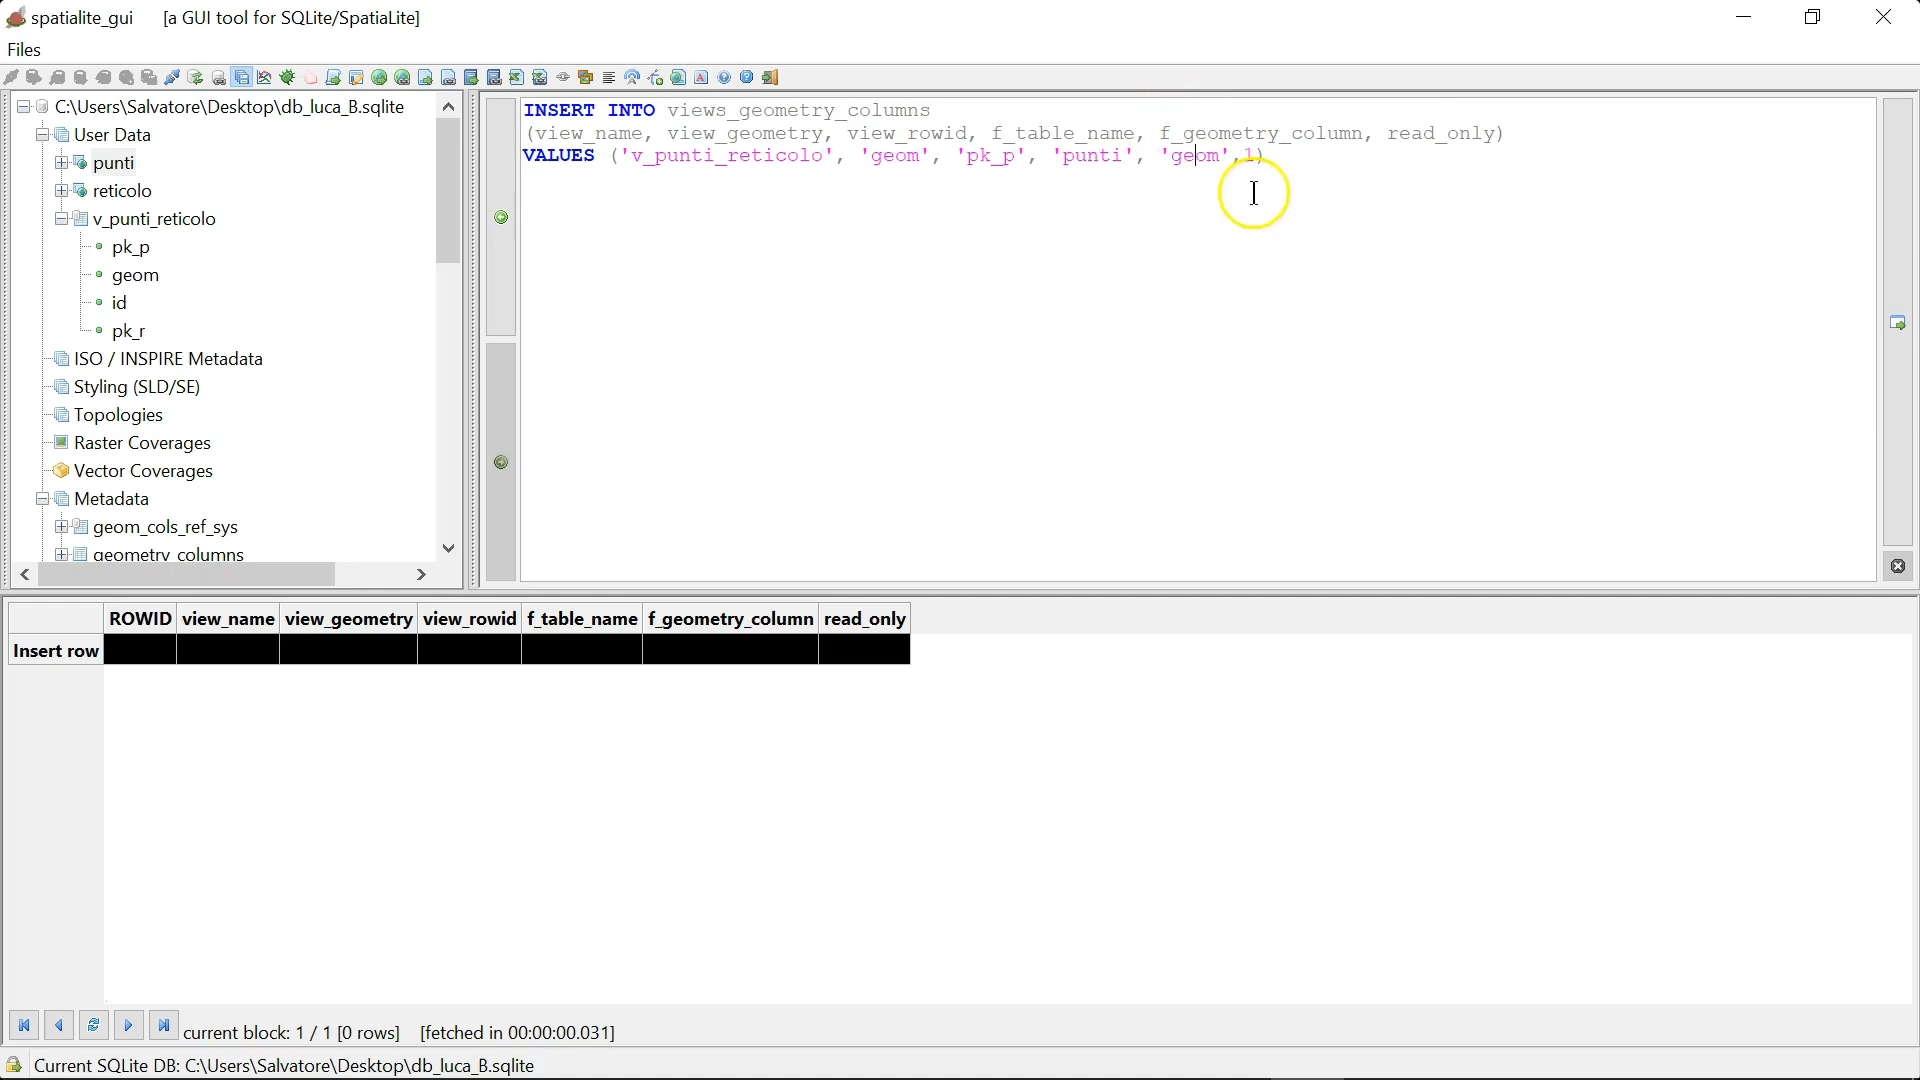 spatialite_gui [a GUI tool for SQLite/SpatiaLite]
Files
C:\Users\Salvatore\Desktop\db_luca_B.sqlite
User Data
punti
reticolo
v_punti_reticolo
pk_p
geom
id
pk_r
ISO / INSPIRE Metadata
Styling (SLD/SE)
Topologies
Raster Coverages
Vector Coverages
Metadata
geom_cols_ref_sys
geometry_columns
INSERT INTO views_geometry_columns
(view_name, view_geometry, view_rowid, f_table_name, f_geometry_column, read_only)
VALUES ('v_punti_reticolo', 'geom', 'pk_p', 'punti', 'geom',1)
ROWID view_name view_geometry view_rowid f_table_name f_geometry_column read_only
Insert row
current block: 1 / 1 [0 rows] [fetched in 00:00:00.031]
Current SQLite DB: C:\Users\Salvatore\Desktop\db_luca_B.sqlite